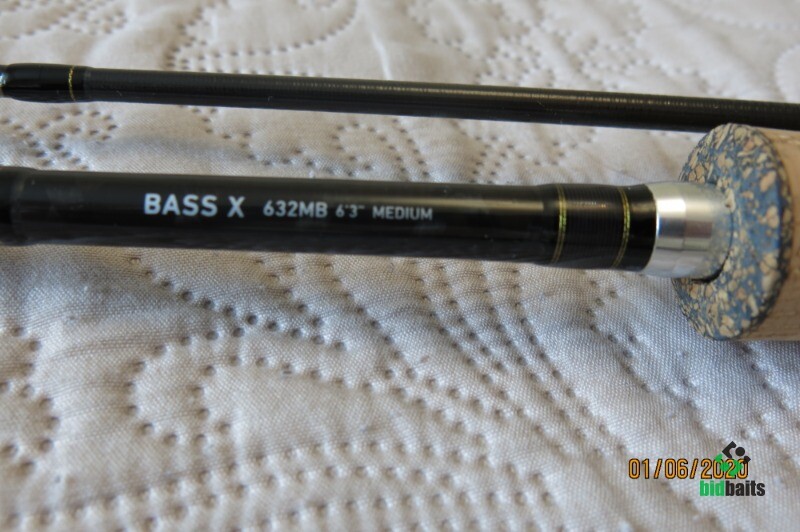 BASS X 632MB 6'3" MEDIUM
01/06/2020
bidbaits